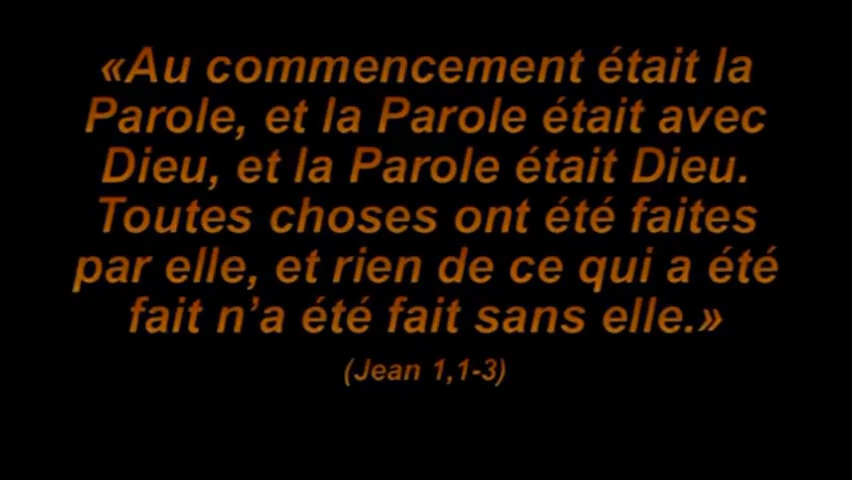 «Au commencement était la
Parole, et la Parole était avec
Dieu, et la Parole était Dieu.
Toutes choses ont été faites
par elle, et rien de ce qui a été
fait n’a été fait sans elle.»
(Jean 1,1-3)